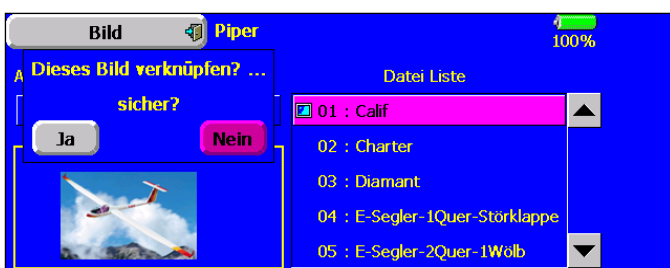 Bild Piper 100%
A
Dieses Bild verknüpfen? ...
sicher?
Ja Nein
Datei Liste
01 : Calif
02 : Charter
03 : Diamant
04 : E-Segler-1Quer-Störklappe
05 : E-Segler-2Quer-1Wölb